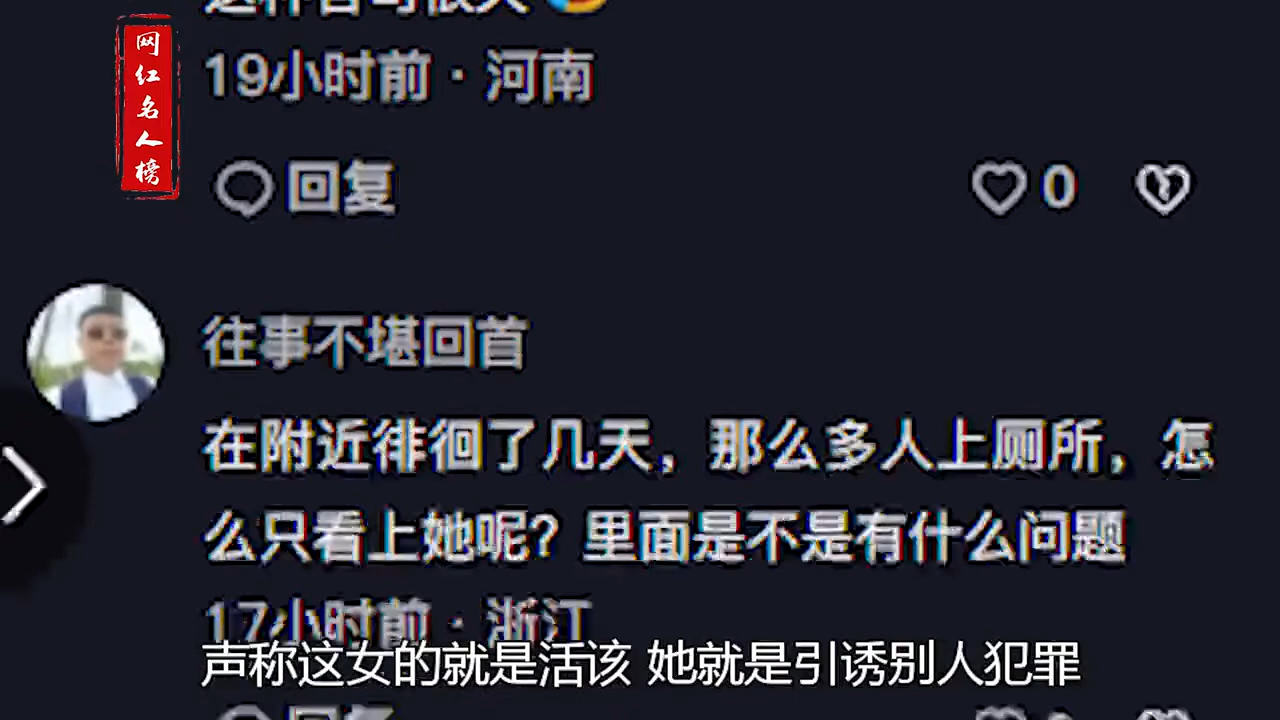 网红名人榜
19小时前 · 河南
回复
0
往事不堪回首
在附近徘徊了几天，那么多人上厕所，怎
么只看上她呢？里面是不是有什么问题
17小时前 · 浙江
声称这女的就是活该 她就是引诱别人犯罪